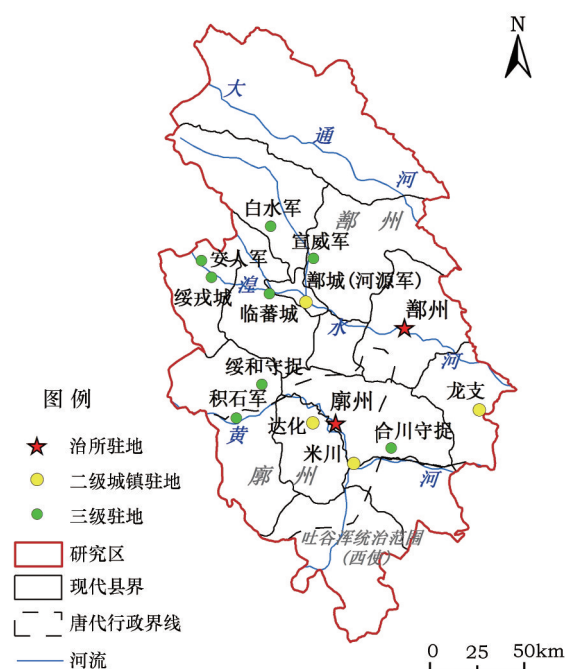 N
大
通
河
白水军
鄯 州
宣威军
安人军
鄯城(河源军)
绥戎城
湟
临蕃城
水
鄯州
河
绥和守捉
龙支
积石军
廓州
达化
合川守捉
黄
米川
廓 州
河
吐谷浑统治范围
(西使)
图 例
治所驻地
二级城镇驻地
三级驻地
研究区
现代县界
唐代行政界线
河流
0 25 50km